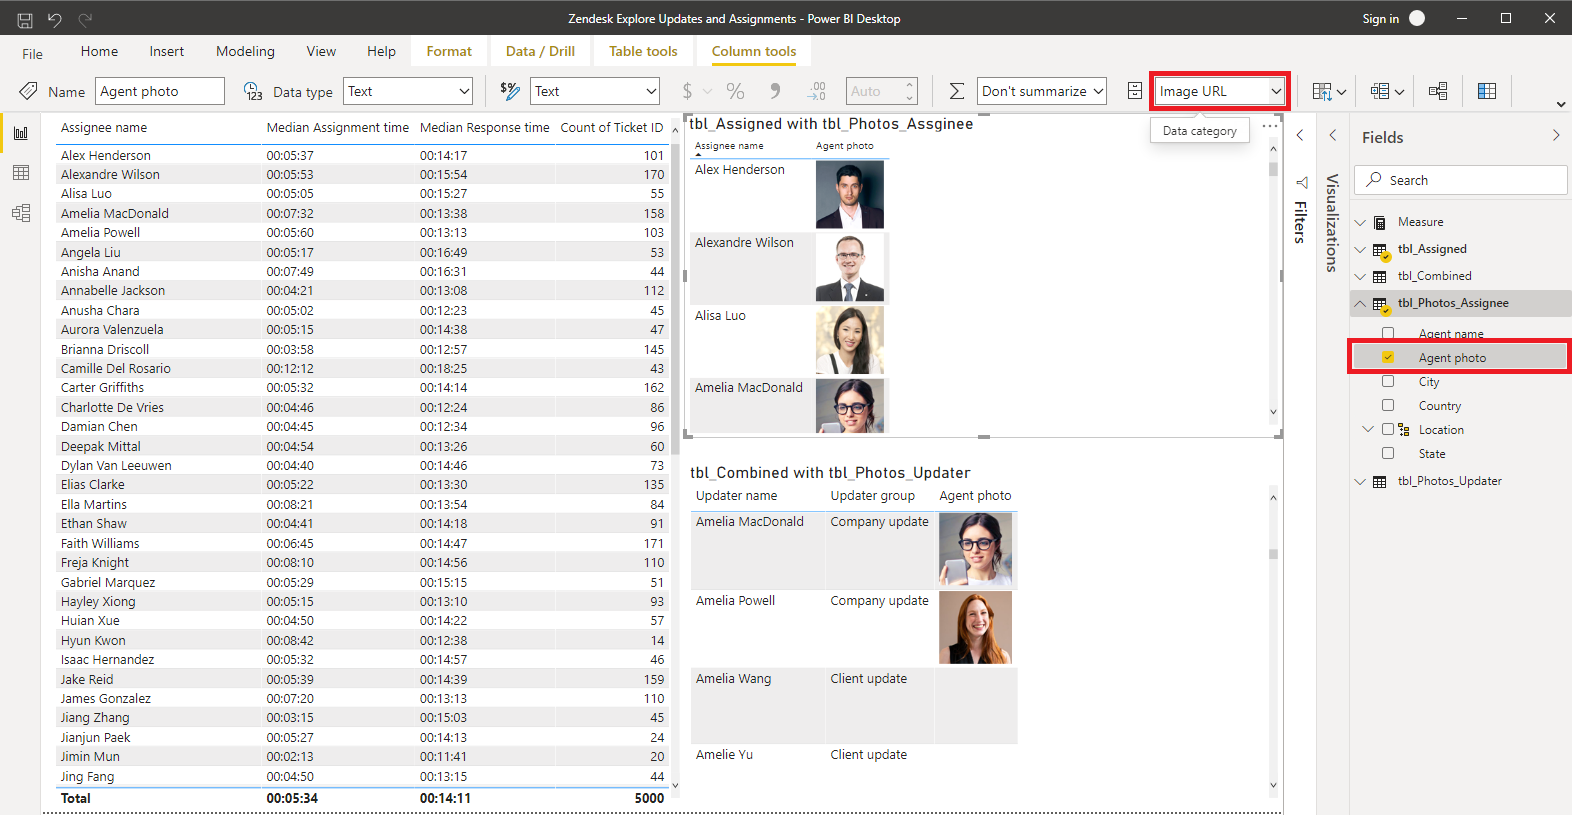 Zendesk Explore Updates and Assignments - Power BI Desktop
Sign in
File Home Insert Modeling View Help Format Data / Drill Table tools Column tools
Name Agent photo Data type Text Text $ % 9 .00 Auto Don't summarize Image URL
Data category
Assignee name Median Assignment time Median Response time Count of Ticket ID
Alex Henderson 00:05:37 00:14:17 101
Alexandre Wilson 00:05:53 00:15:54 170
Alisa Luo 00:05:05 00:15:27 55
Amelia MacDonald 00:07:32 00:13:38 158
Amelia Powell 00:05:60 00:13:13 103
Angela Liu 00:05:17 00:16:49 53
Anisha Anand 00:07:49 00:16:31 44
Annabelle Jackson 00:04:21 00:13:08 112
Anusha Chara 00:05:02 00:12:23 45
Aurora Valenzuela 00:05:15 00:14:38 47
Brianna Driscoll 00:03:58 00:12:57 145
Camille Del Rosario 00:12:12 00:18:25 43
Carter Griffiths 00:05:32 00:14:14 162
Charlotte De Vries 00:04:46 00:12:24 86
Damian Chen 00:04:45 00:12:34 96
Deepak Mittal 00:04:54 00:13:26 60
Dylan Van Leeuwen 00:04:40 00:14:46 73
Elias Clarke 00:05:22 00:13:30 135
Ella Martins 00:08:21 00:13:54 84
Ethan Shaw 00:04:41 00:14:18 91
Faith Williams 00:06:45 00:14:47 171
Freja Knight 00:08:10 00:14:56 110
Gabriel Marquez 00:05:29 00:15:15 51
Hayley Xiong 00:05:15 00:13:10 93
Huian Xue 00:04:50 00:14:22 57
Hyun Kwon 00:08:42 00:12:38 14
Isaac Hernandez 00:05:32 00:14:57 46
Jake Reid 00:05:39 00:14:39 159
James Gonzalez 00:07:20 00:13:13 110
Jiang Zhang 00:03:15 00:15:03 45
Jianjun Paek 00:05:27 00:14:13 24
Jimin Mun 00:02:13 00:11:41 20
Jing Fang 00:04:50 00:13:15 44
Total 00:05:34 00:14:11 5000
tbl_Assigned with tbl_Photos_Assginee
Assignee name Agent photo
Alex Henderson
Alexandre Wilson
Alisa Luo
Amelia MacDonald
tbl_Combined with tbl_Photos_Updater
Updater name Updater group Agent photo
Amelia MacDonald Company update
Amelia Powell Company update
Amelia Wang Client update
Amelie Yu Client update
Filters
Visualizations
Fields
Search
Measure
tbl_Assigned
tbl_Combined
tbl_Photos_Assignee
Agent name
Agent photo
City
Country
Location
State
tbl_Photos_Updater